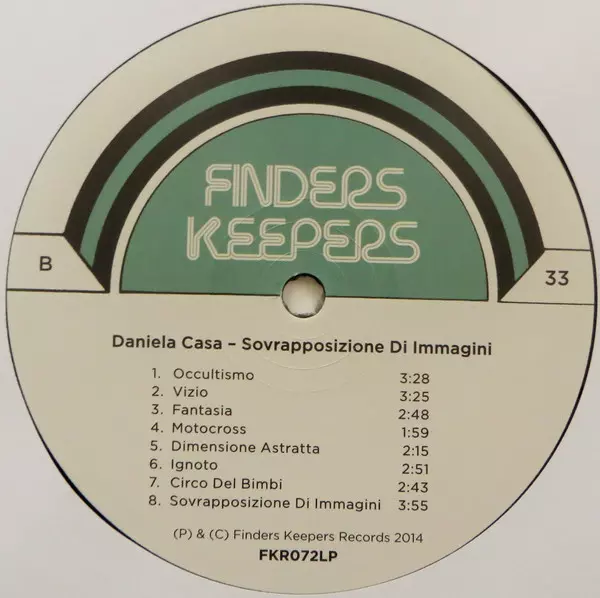 FINDERS
KEEPERS
B
33
Daniela Casa – Sovrapposizione Di Immagini
1. Occultismo 3:28
2. Vizio 3:25
3. Fantasia 2:48
4. Motocross 1:59
5. Dimensione Astratta 2:15
6. Ignoto 2:51
7. Circo Del Bimbi 2:43
8. Sovrapposizione Di Immagini 3:55
(P) & (C) Finders Keepers Records 2014
FKR072LP